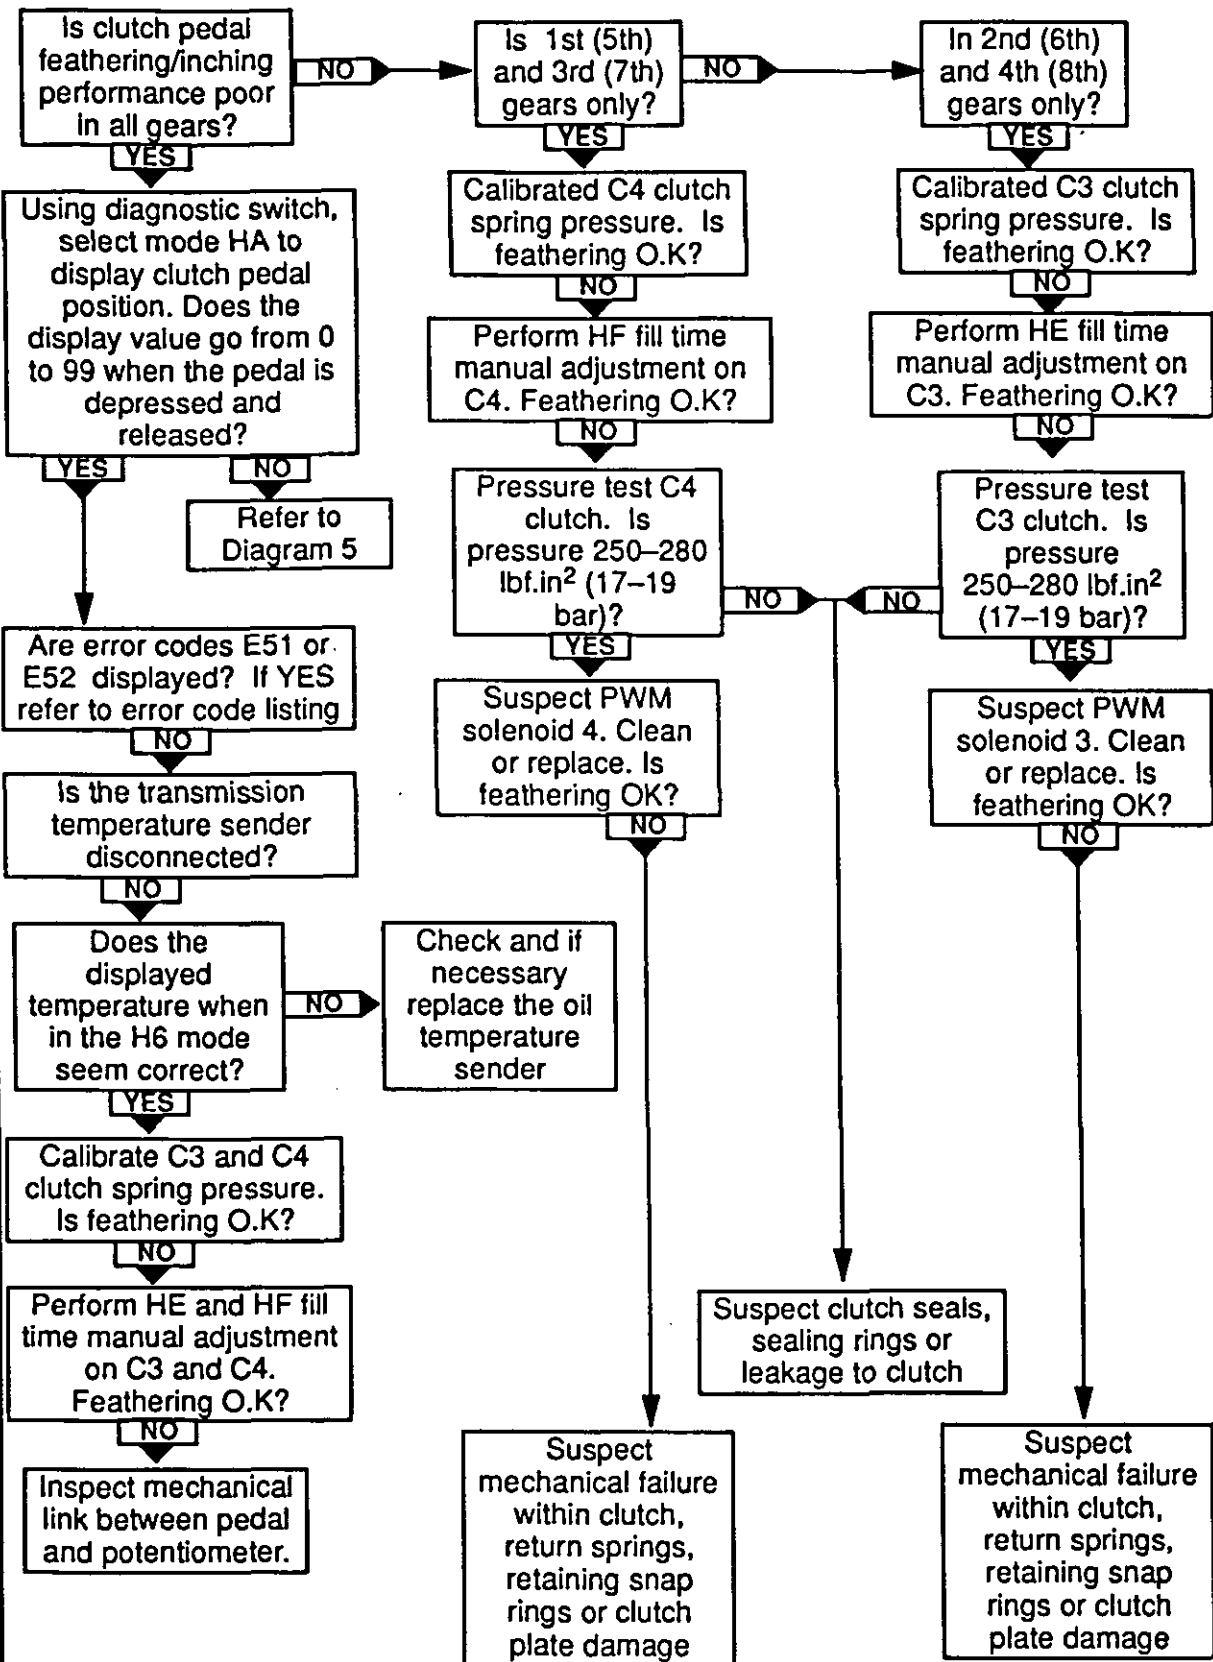 Is clutch pedal
feathering/inching
performance poor
in all gears?
NO
YES
Using diagnostic switch,
select mode HA to
display clutch pedal
position. Does the
display value go from 0
to 99 when the pedal is
depressed and
released?
YES
NO
Refer to
Diagram 5
Are error codes E51 or
E52 displayed? If YES
refer to error code listing
NO
Is the transmission
temperature sender
disconnected?
NO
Does the
displayed
temperature when
in the H6 mode
seem correct?
NO
Check and if
necessary
replace the oil
temperature
sender
YES
Calibrate C3 and C4
clutch spring pressure.
Is feathering O.K?
NO
Perform HE and HF fill
time manual adjustment
on C3 and C4.
Feathering O.K?
NO
Inspect mechanical
link between pedal
and potentiometer.
Is 1st (5th)
and 3rd (7th)
gears only?
NO
YES
Calibrated C4 clutch
spring pressure. Is
feathering O.K?
NO
Perform HF fill time
manual adjustment on
C4. Feathering O.K?
NO
Pressure test C4
clutch. Is
pressure 250–280
lbf.in² (17–19
bar)?
NO
YES
Suspect PWM
solenoid 4. Clean
or replace. Is
feathering OK?
NO
Suspect
mechanical failure
within clutch,
return springs,
retaining snap
rings or clutch
plate damage
Suspect clutch seals,
sealing rings or
leakage to clutch
In 2nd (6th)
and 4th (8th)
gears only?
YES
Calibrated C3 clutch
spring pressure. Is
feathering O.K?
NO
Perform HE fill time
manual adjustment on
C3. Feathering O.K?
NO
Pressure test
C3 clutch. Is
pressure
250–280 lbf.in²
(17–19 bar)?
NO
YES
Suspect PWM
solenoid 3. Clean
or replace. Is
feathering OK?
NO
Suspect
mechanical failure
within clutch,
return springs,
retaining snap
rings or clutch
plate damage